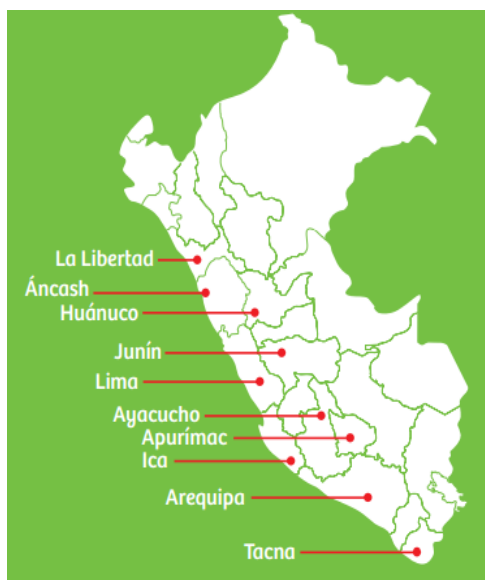 La Libertad
Áncash
Huánuco
Junín
Lima
Ayacucho
Apurímac
Ica
Arequipa
Tacna